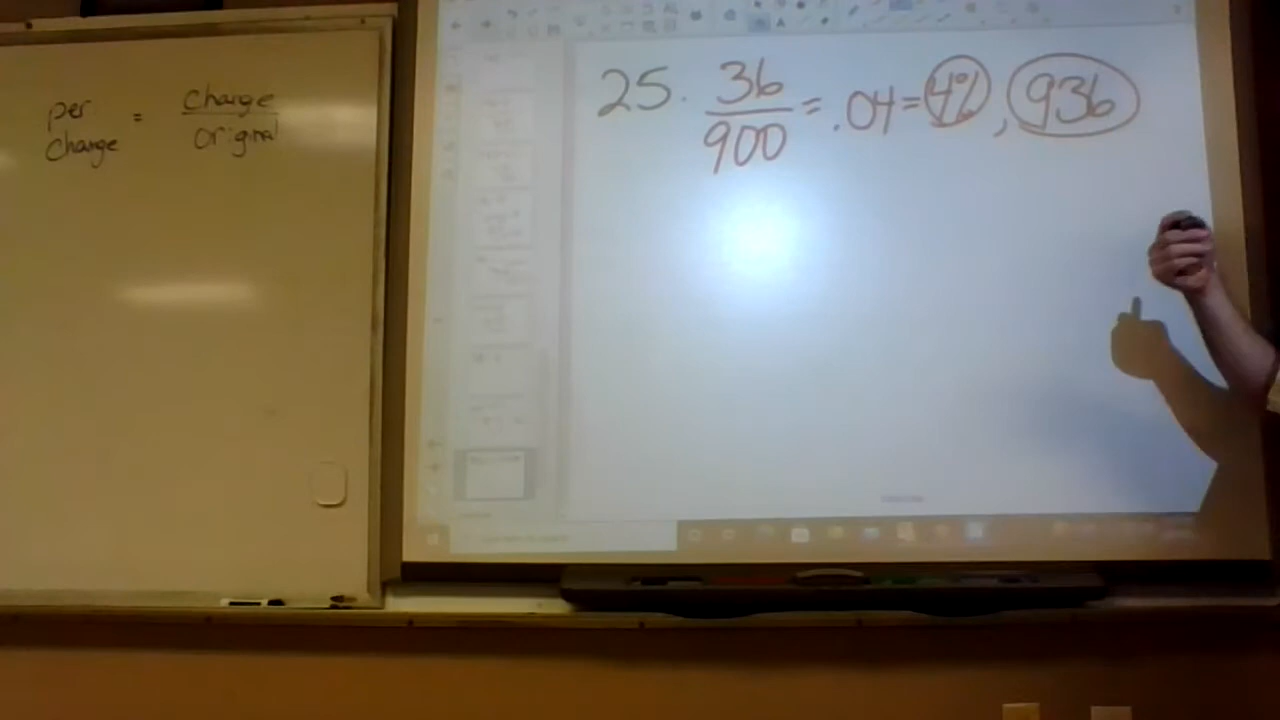 per change = change / original
25. 36/900 = .04 = 4%, 936